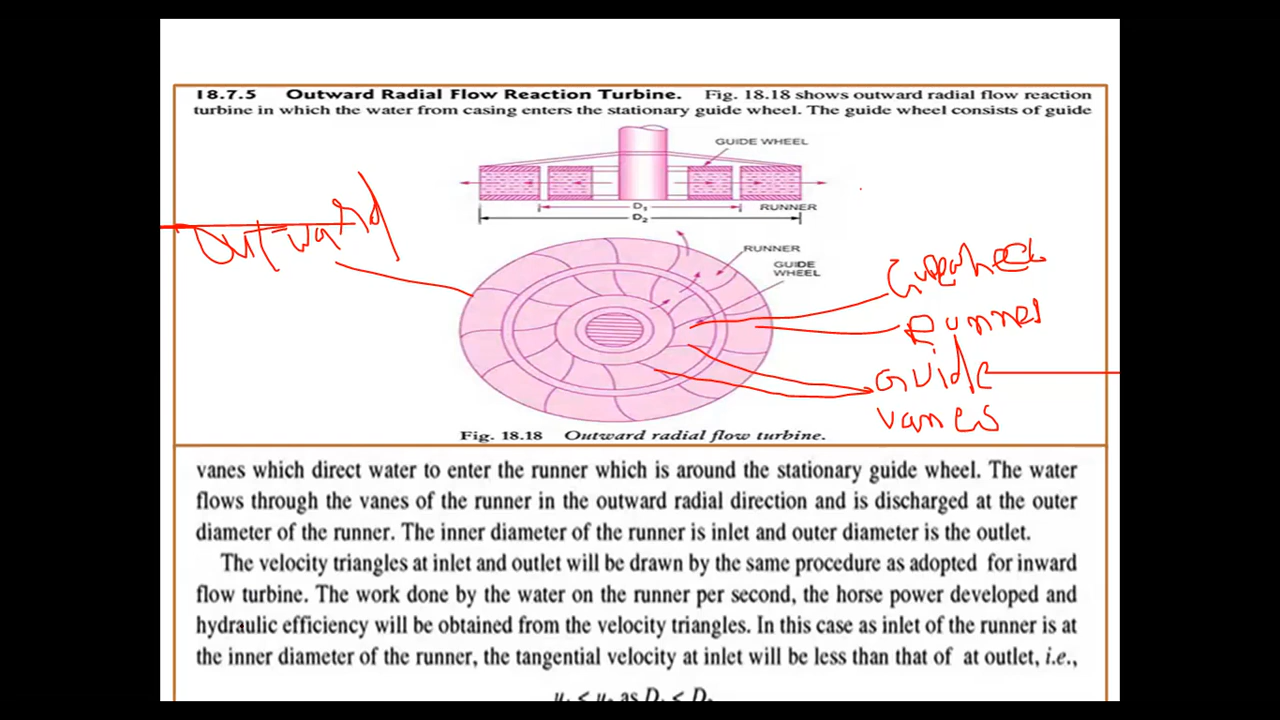 18.7.5 Outward Radial Flow Reaction Turbine. Fig. 18.18 shows outward radial flow reaction
turbine in which the water from casing enters the stationary guide wheel. The guide wheel consists of guide
GUIDE WHEEL
D₁
RUNNER
D₂
outward
RUNNER
GUIDE
WHEEL
Runner
Guide
vanes
Fig. 18.18 Outward radial flow turbine.
vanes which direct water to enter the runner which is around the stationary guide wheel. The water
flows through the vanes of the runner in the outward radial direction and is discharged at the outer
diameter of the runner. The inner diameter of the runner is inlet and outer diameter is the outlet.
The velocity triangles at inlet and outlet will be drawn by the same procedure as adopted for inward
flow turbine. The work done by the water on the runner per second, the horse power developed and
hydraulic efficiency will be obtained from the velocity triangles. In this case as inlet of the runner is at
the inner diameter of the runner, the tangential velocity at inlet will be less than that of at outlet, i.e.,